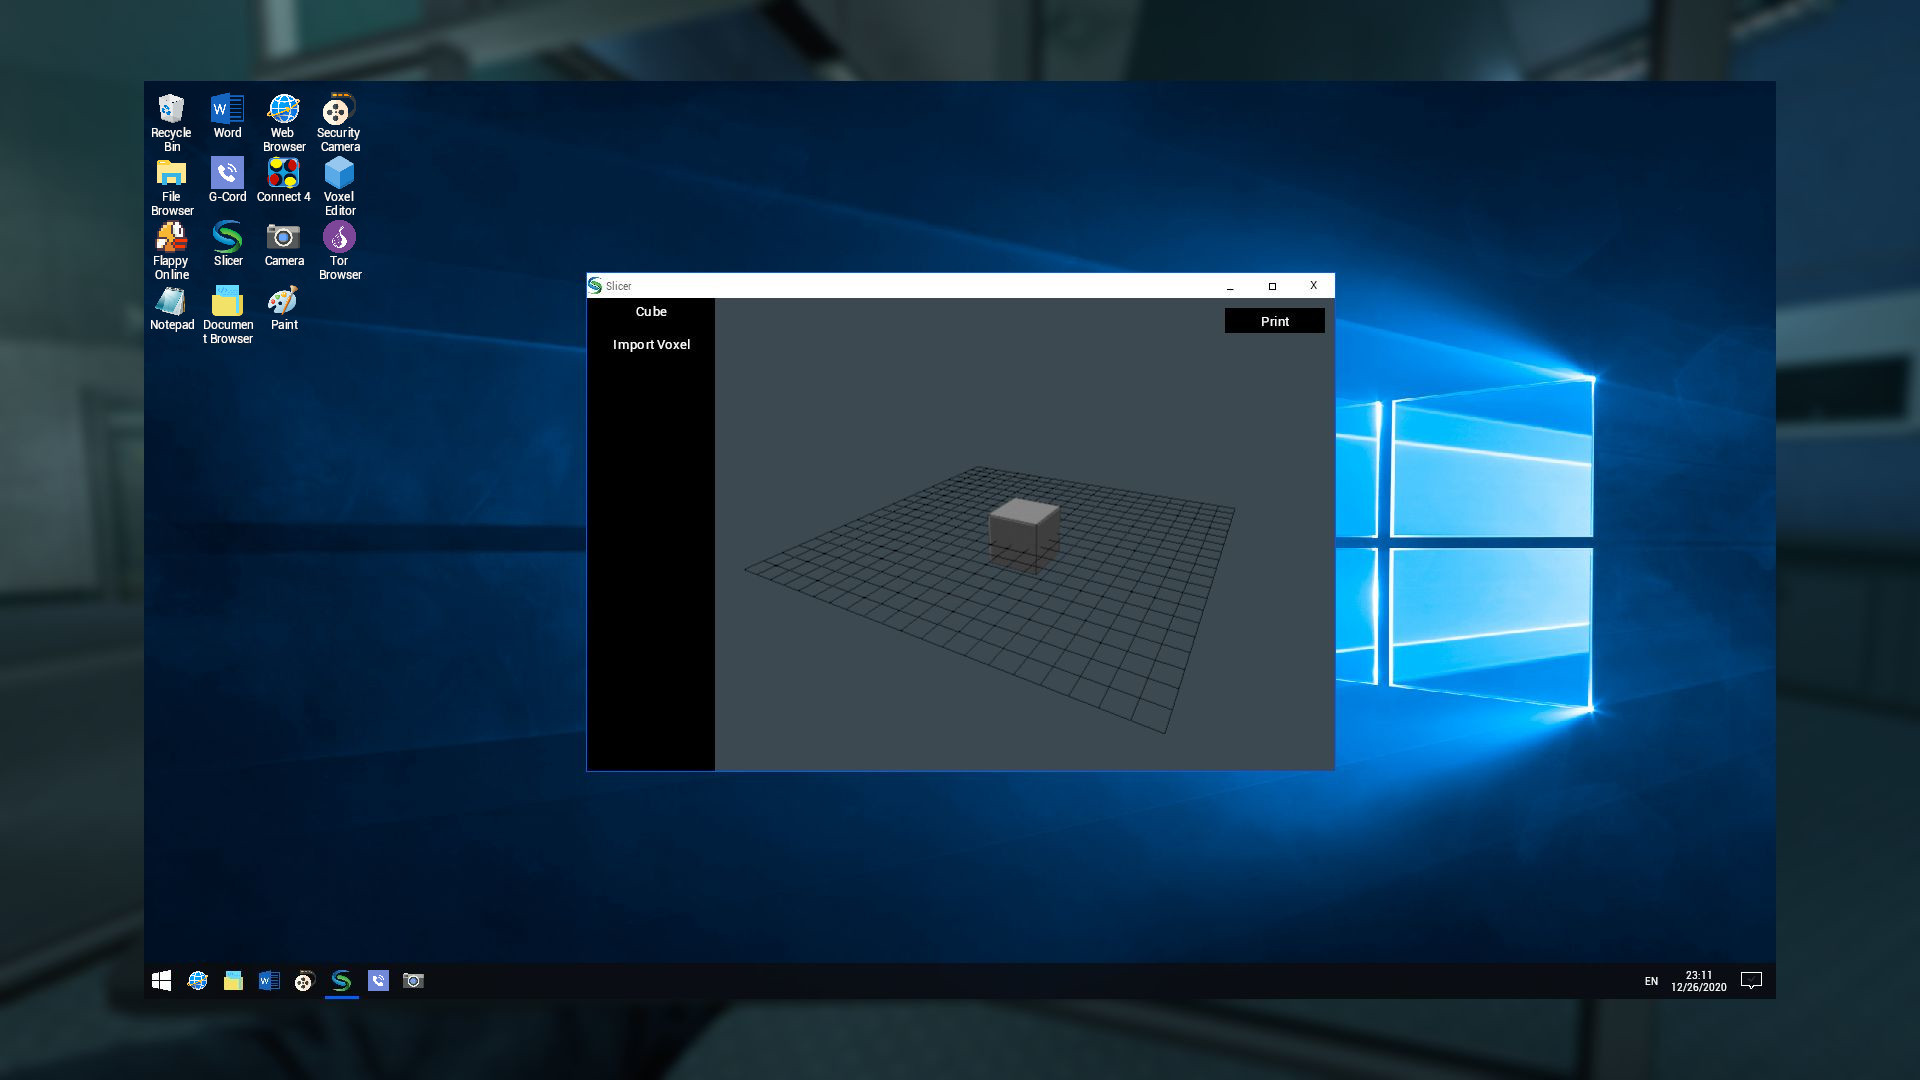 Recycle
Bin
Word
Web
Browser
Security
Camera
File
Browser
G-Cord
Connect 4
Voxel
Editor
Flappy
Online
Slicer
Camera
Tor
Browser
Notepad
Documen
t Browser
Paint
Slicer
X
Cube
Import Voxel
Print
EN
23:11
12/26/2020